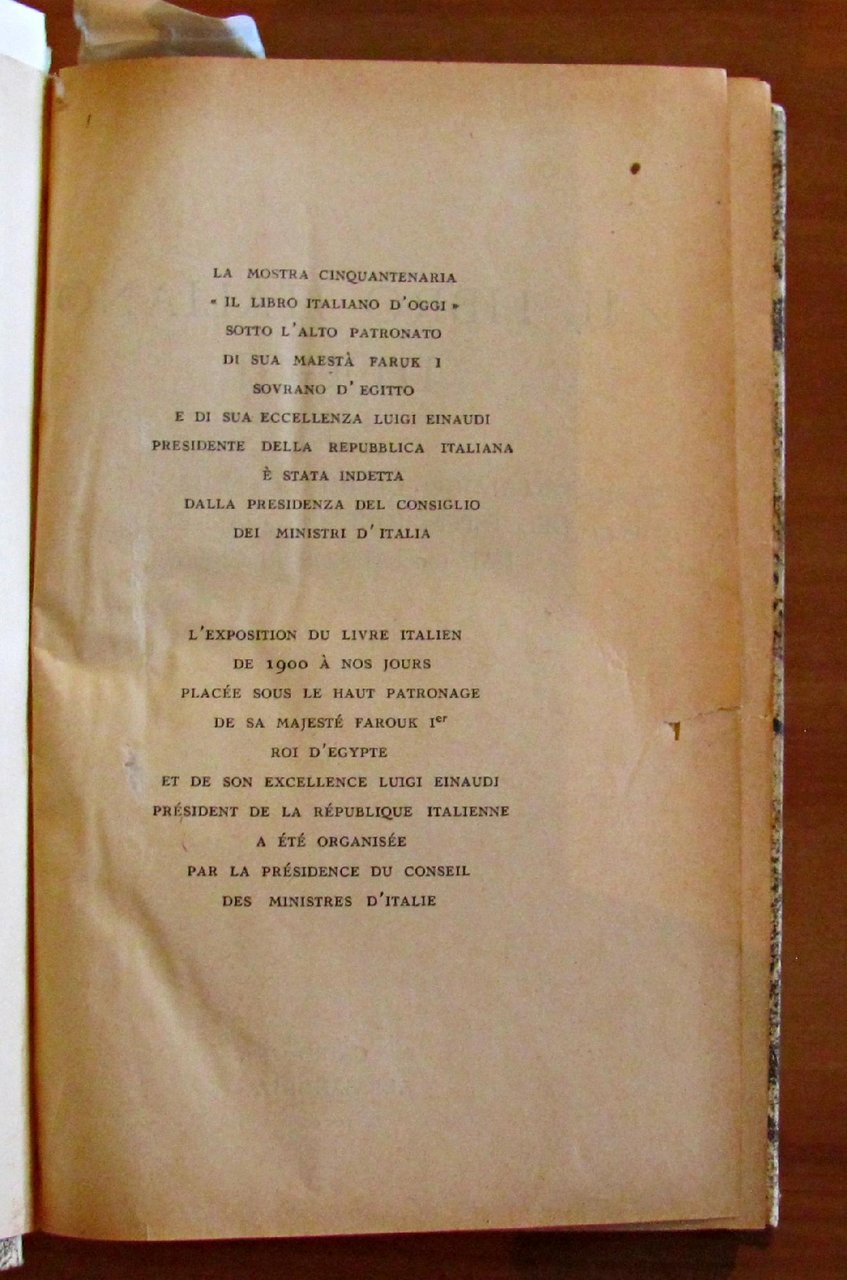 LA MOSTRA CINQUANTENARIA
« IL LIBRO ITALIANO D'OGGI »
SOTTO L'ALTO PATRONATO
DI SUA MAESTÀ FARUK I
SOVRANO D'EGITTO
E DI SUA ECCELLENZA LUIGI EINAUDI
PRESIDENTE DELLA REPUBBLICA ITALIANA
È STATA INDETTA
DALLA PRESIDENZA DEL CONSIGLIO
DEI MINISTRI D'ITALIA
L'EXPOSITION DU LIVRE ITALIEN
DE 1900 À NOS JOURS
PLACÉE SOUS LE HAUT PATRONAGE
DE SA MAJESTÉ FAROUK Ier
ROI D'EGYPTE
ET DE SON EXCELLENCE LUIGI EINAUDI
PRÉSIDENT DE LA RÉPUBLIQUE ITALIENNE
A ÉTÉ ORGANISÉE
PAR LA PRÉSIDENCE DU CONSEIL
DES MINISTRES D'ITALIE